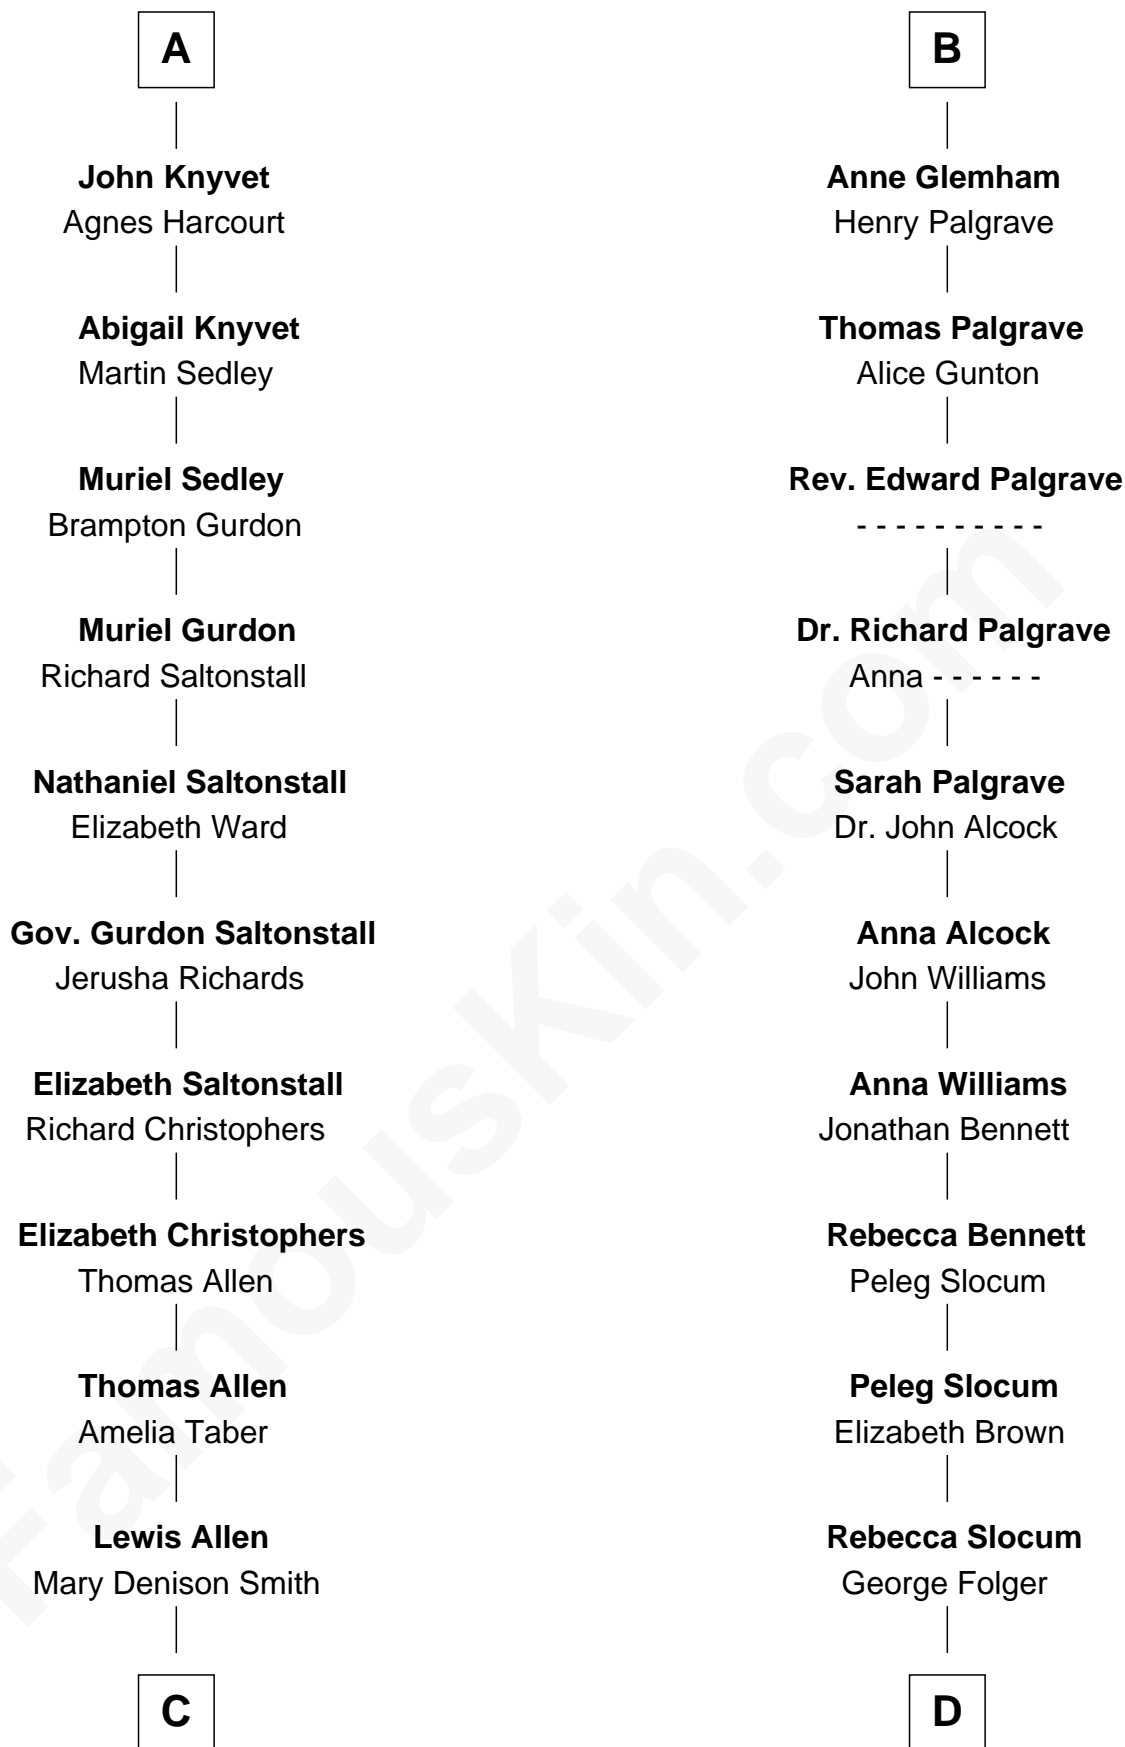 A
John Knyvet
Agnes Harcourt
Abigail Knyvet
Martin Sedley
Muriel Sedley
Brampton Gurdon
Muriel Gurdon
Richard Saltonstall
Nathaniel Saltonstall
Elizabeth Ward
Gov. Gurdon Saltonstall
Jerusha Richards
Elizabeth Saltonstall
Richard Christophers
Elizabeth Christophers
Thomas Allen
Thomas Allen
Amelia Taber
Lewis Allen
Mary Denison Smith
C
B
Anne Glemham
Henry Palgrave
Thomas Palgrave
Alice Gunton
Rev. Edward Palgrave
- - - - - - - - - -
Dr. Richard Palgrave
Anna - - - - - -
Sarah Palgrave
Dr. John Alcock
Anna Alcock
John Williams
Anna Williams
Jonathan Bennett
Rebecca Bennett
Peleg Slocum
Peleg Slocum
Elizabeth Brown
Rebecca Slocum
George Folger
D
FamousKin.com